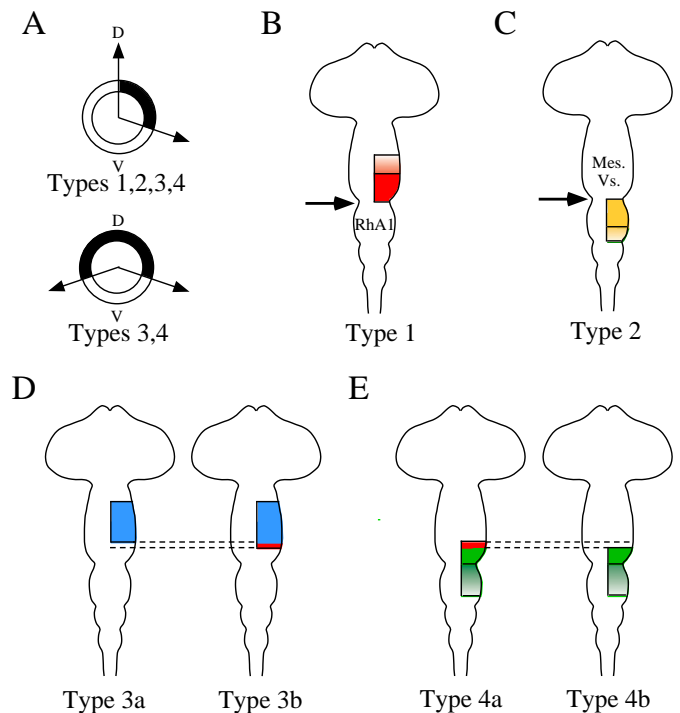 A
D
V
Types 1,2,3,4
D
V
Types 3,4
B
RhA1
Type 1
C
Mes.
Vs.
Type 2
D
Type 3a
Type 3b
E
Type 4a
Type 4b